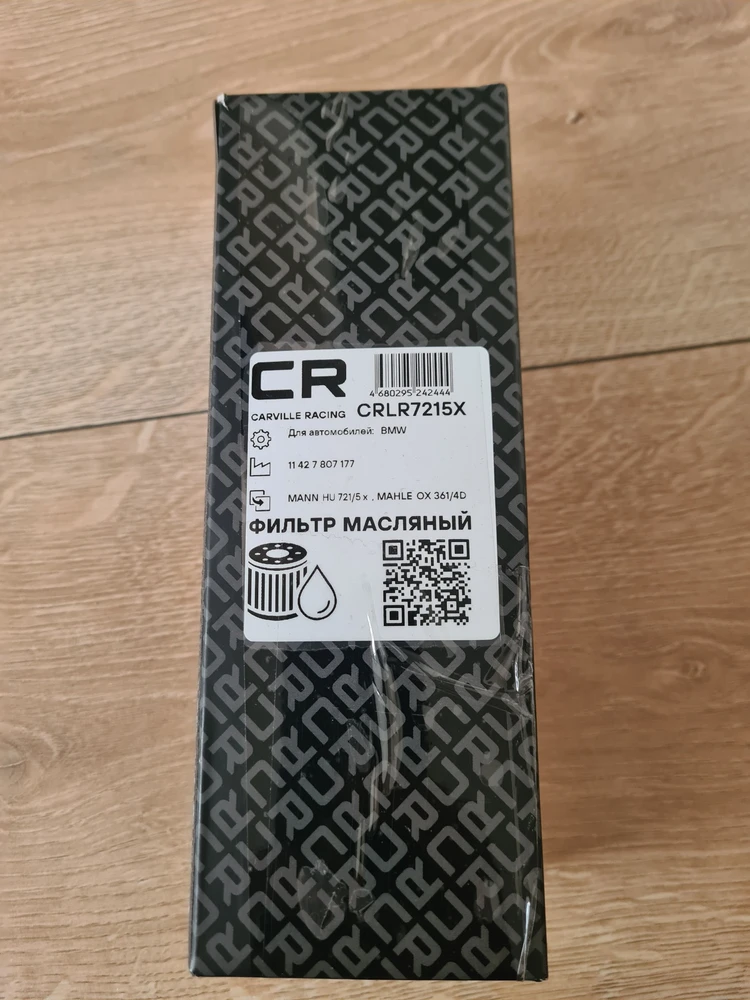 CR
4 680295 242444
CARVILLE RACING CRLR7215X
Для автомобилей: BMW
11 42 7 807 177
MANN HU 721/5 x , MAHLE OX 361/4D
ФИЛЬТР МАСЛЯНЫЙ